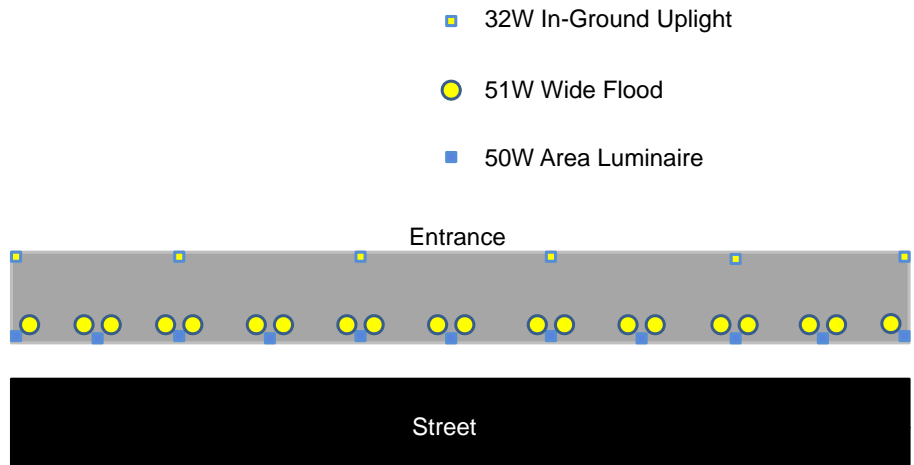 32W In-Ground Uplight
51W Wide Flood
50W Area Luminaire
Entrance
Street